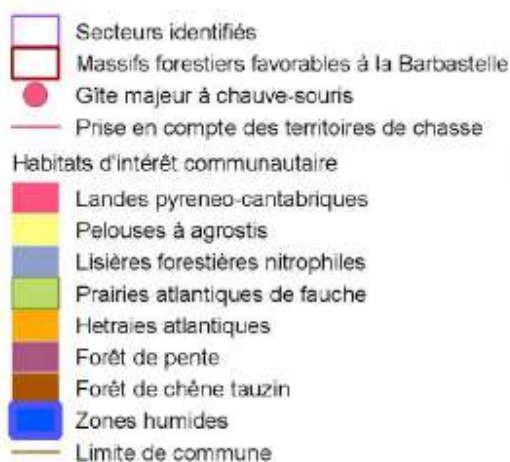 Secteurs identifiés
Massifs forestiers favorables à la Barbastelle
Gîte majeur à chauve-souris
Prise en compte des territoires de chasse
Habitats d'intérêt communautaire
Landes pyreneo-cantabriques
Pelouses à agrostis
Lisières forestières nitrophiles
Prairies atlantiques de fauche
Hetraies atlantiques
Forêt de pente
Forêt de chêne tauzin
Zones humides
Limite de commune